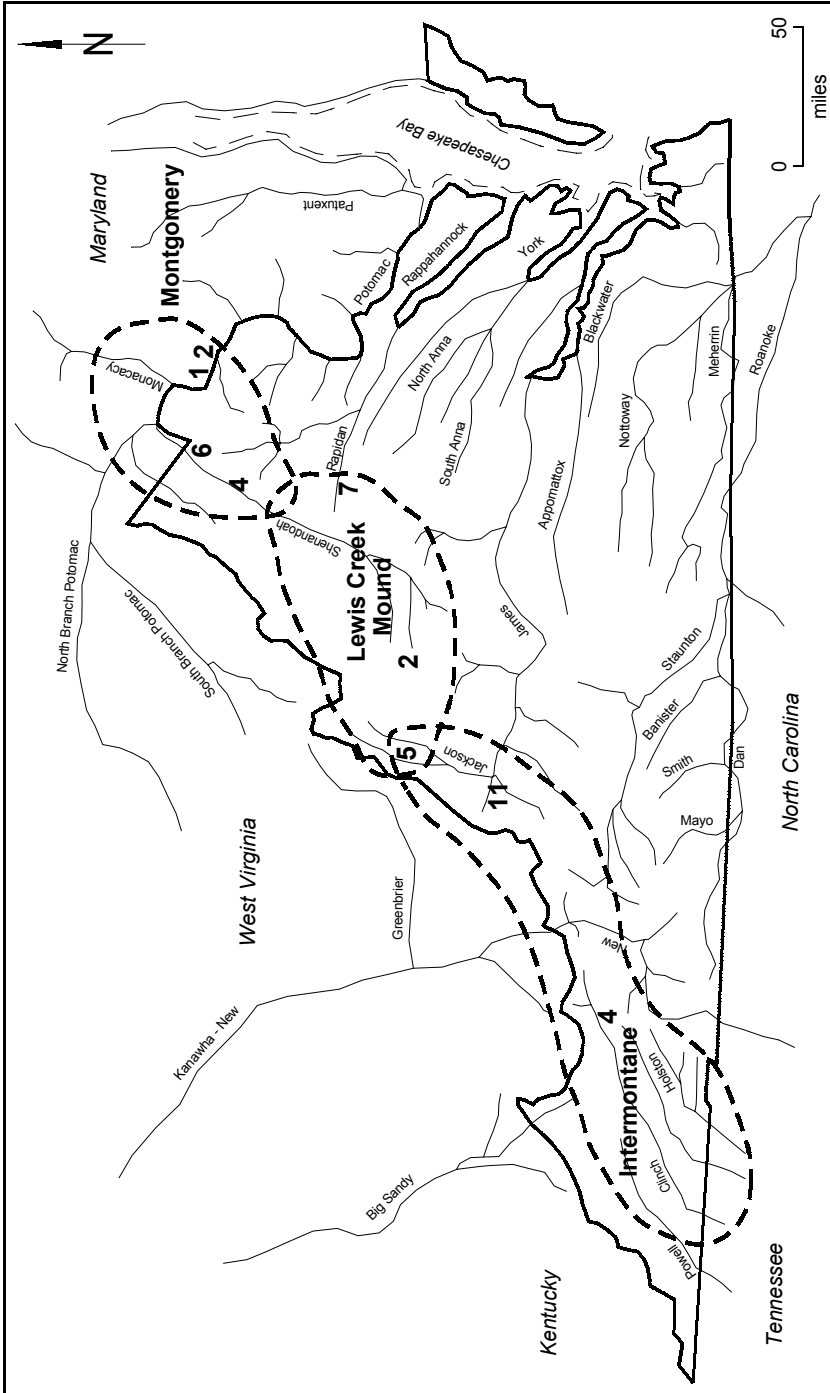 N
Maryland
Montgomery
Patuxent
Chesapeake Bay
Monacacy
1
2
6
4
Potomac
Rappahannock
York
North Branch Potomac
South Branch Potomac
Shenandoah
Rapidan
7
North Anna
South Anna
Blackwater
Lewis Creek
Mound
2
James
Appomattox
Nottoway
Meherrin
Roanoke
West Virginia
5
Jackson
11
Greenbrier
Staunton
Banister
Smith
Dan
Mayo
North Carolina
Kanawha - New
New
4
Intermontane
Holston
Clinch
Powell
Big Sandy
Kentucky
Tennessee
0
50
miles